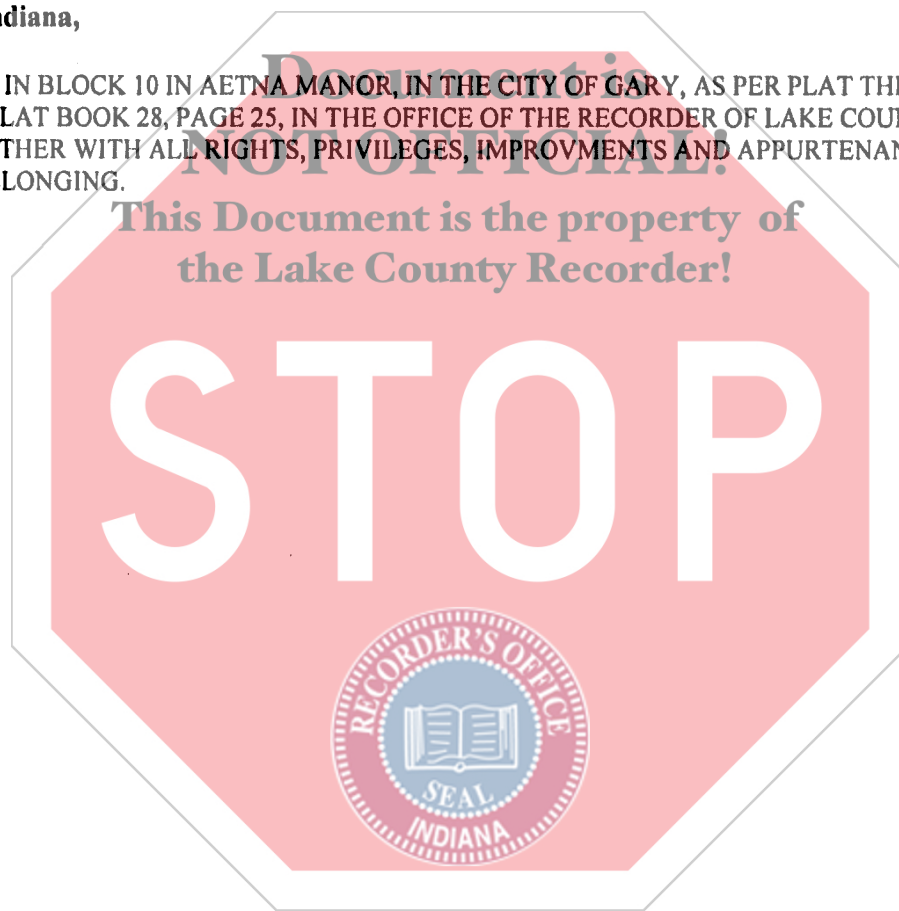 ndiana,
Document is
IN BLOCK 10 IN AETNA MANOR, IN THE CITY OF GARY, AS PER PLAT THE
LAT BOOK 28, PAGE 25, IN THE OFFICE OF THE RECORDER OF LAKE COU
NOT OFFICIAL!
THER WITH ALL RIGHTS, PRIVILEGES, IMPROVMENTS AND APPURTENAN
LONGING.
This Document is the property of
the Lake County Recorder!
STOP
RECORDER'S OFFICE
SEAL
INDIANA